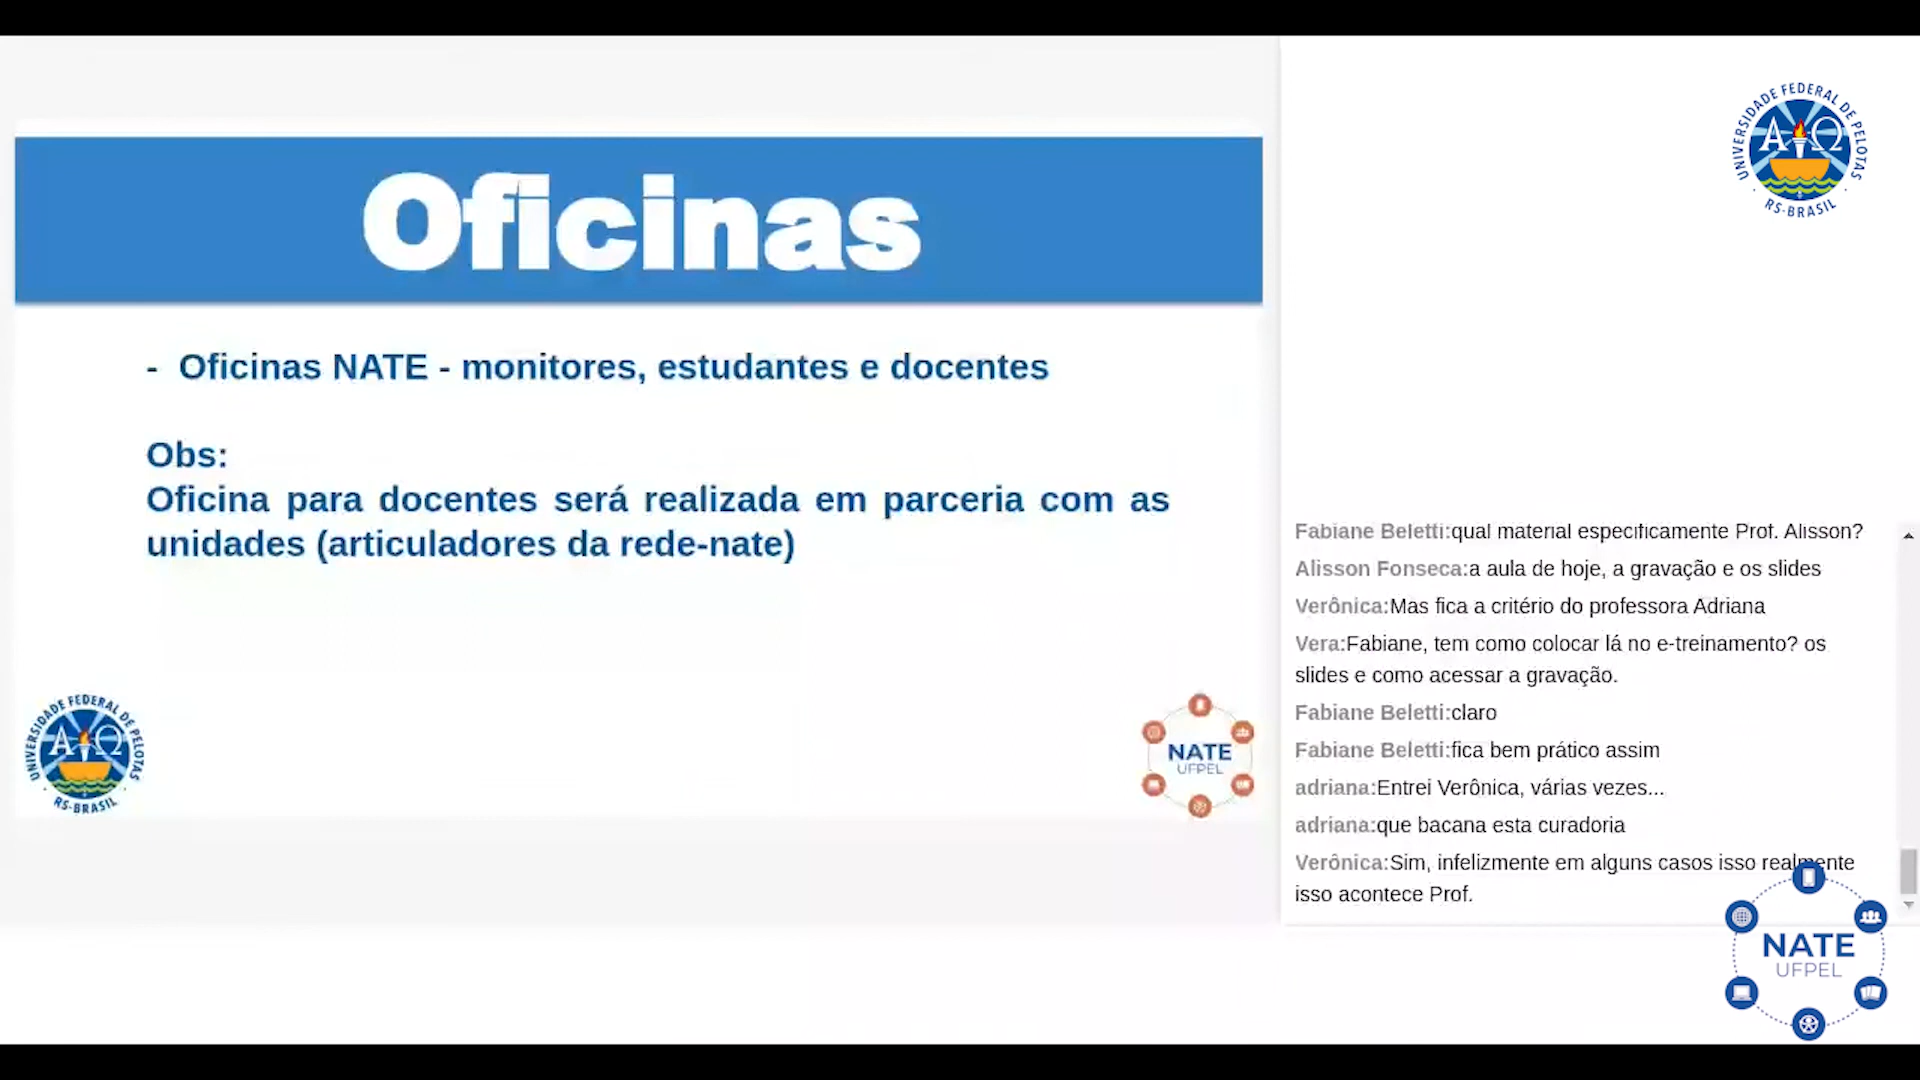 Oficinas
- Oficinas NATE - monitores, estudantes e docentes
Obs:
Oficina para docentes será realizada em parceria com as
unidades (articuladores da rede-nate)
UNIVERSIDADE FEDERAL DE PELOTAS
RS-BRASIL
NATE
UFPEL
UNIVERSIDADE FEDERAL DE PELOTAS
AΩ
RS-BRASIL
Fabiane Beletti:qual material especificamente Prof. Alisson?
Alisson Fonseca:a aula de hoje, a gravação e os slides
Verônica:Mas fica a critério do professora Adriana
Vera:Fabiane, tem como colocar lá no e-treinamento? os
slides e como acessar a gravação.
Fabiane Beletti:claro
Fabiane Beletti:fica bem prático assim
adriana:Entrei Verônica, várias vezes...
adriana:que bacana esta curadoria
Verônica:Sim, infelizmente em alguns casos isso realmente
isso acontece Prof.
NATE
UFPEL